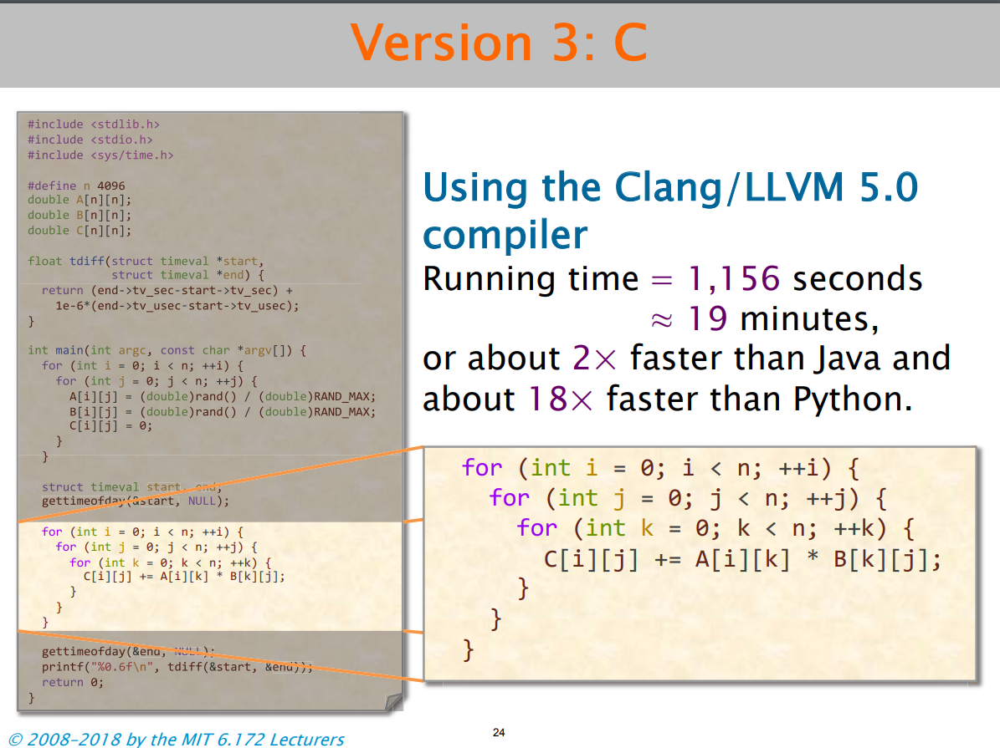 Version 3: C
#include <stdlib.h>
#include <stdio.h>
#include <sys/time.h>
#define n 4096
double A[n][n];
double B[n][n];
double C[n][n];
float tdiff(struct timeval *start,
struct timeval *end) {
return (end->tv_sec-start->tv_sec) +
1e-6*(end->tv_usec-start->tv_usec);
}
int main(int argc, const char *argv[]) {
for (int i = 0; i < n; ++i) {
for (int j = 0; j < n; ++j) {
A[i][j] = (double)rand() / (double)RAND_MAX;
B[i][j] = (double)rand() / (double)RAND_MAX;
C[i][j] = 0;
}
}
struct timeval start, end;
gettimeofday(&start, NULL);
for (int i = 0; i < n; ++i) {
for (int j = 0; j < n; ++j) {
for (int k = 0; k < n; ++k) {
C[i][j] += A[i][k] * B[k][j];
}
}
}
gettimeofday(&end, NULL);
printf("%0.6f\n", tdiff(&start, &end));
return 0;
}
Using the Clang/LLVM 5.0
compiler
Running time = 1,156 seconds
≈ 19 minutes,
or about 2× faster than Java and
about 18× faster than Python.
for (int i = 0; i < n; ++i) {
for (int j = 0; j < n; ++j) {
for (int k = 0; k < n; ++k) {
C[i][j] += A[i][k] * B[k][j];
}
}
}
© 2008–2018 by the MIT 6.172 Lecturers
24